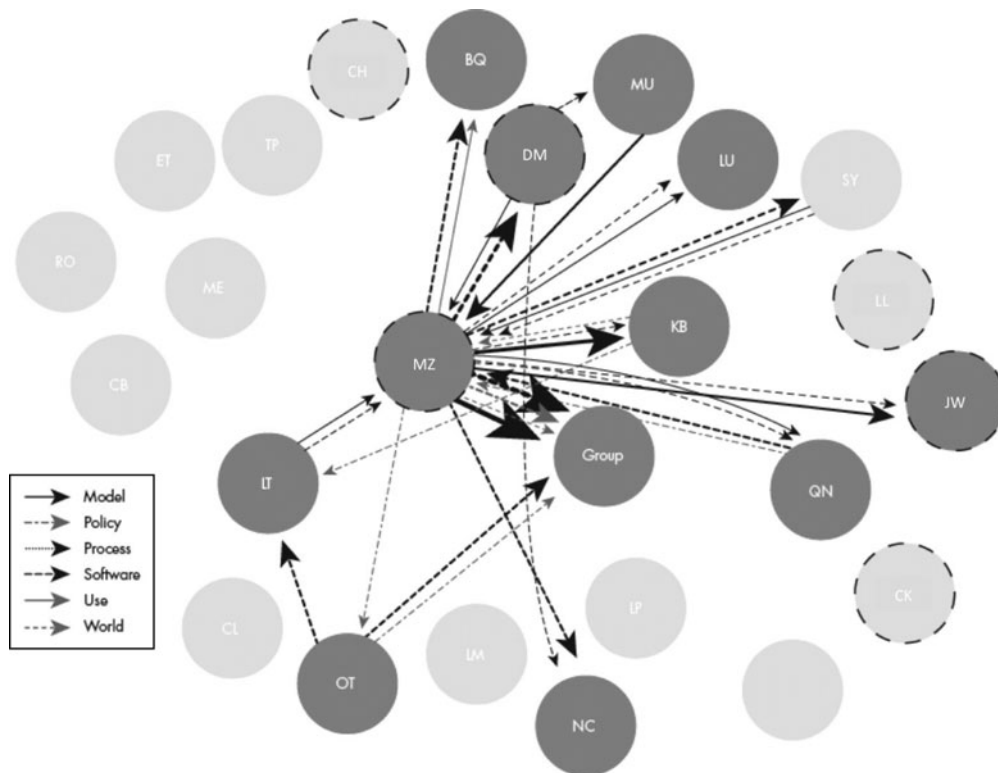 CH
BQ
MU
ET
TP
DM
LU
SY
RO
ME
LL
KB
CB
MZ
JW
Group
LT
QN
Model
Policy
Process
Software
Use
World
CK
CL
LP
LM
OT
NC